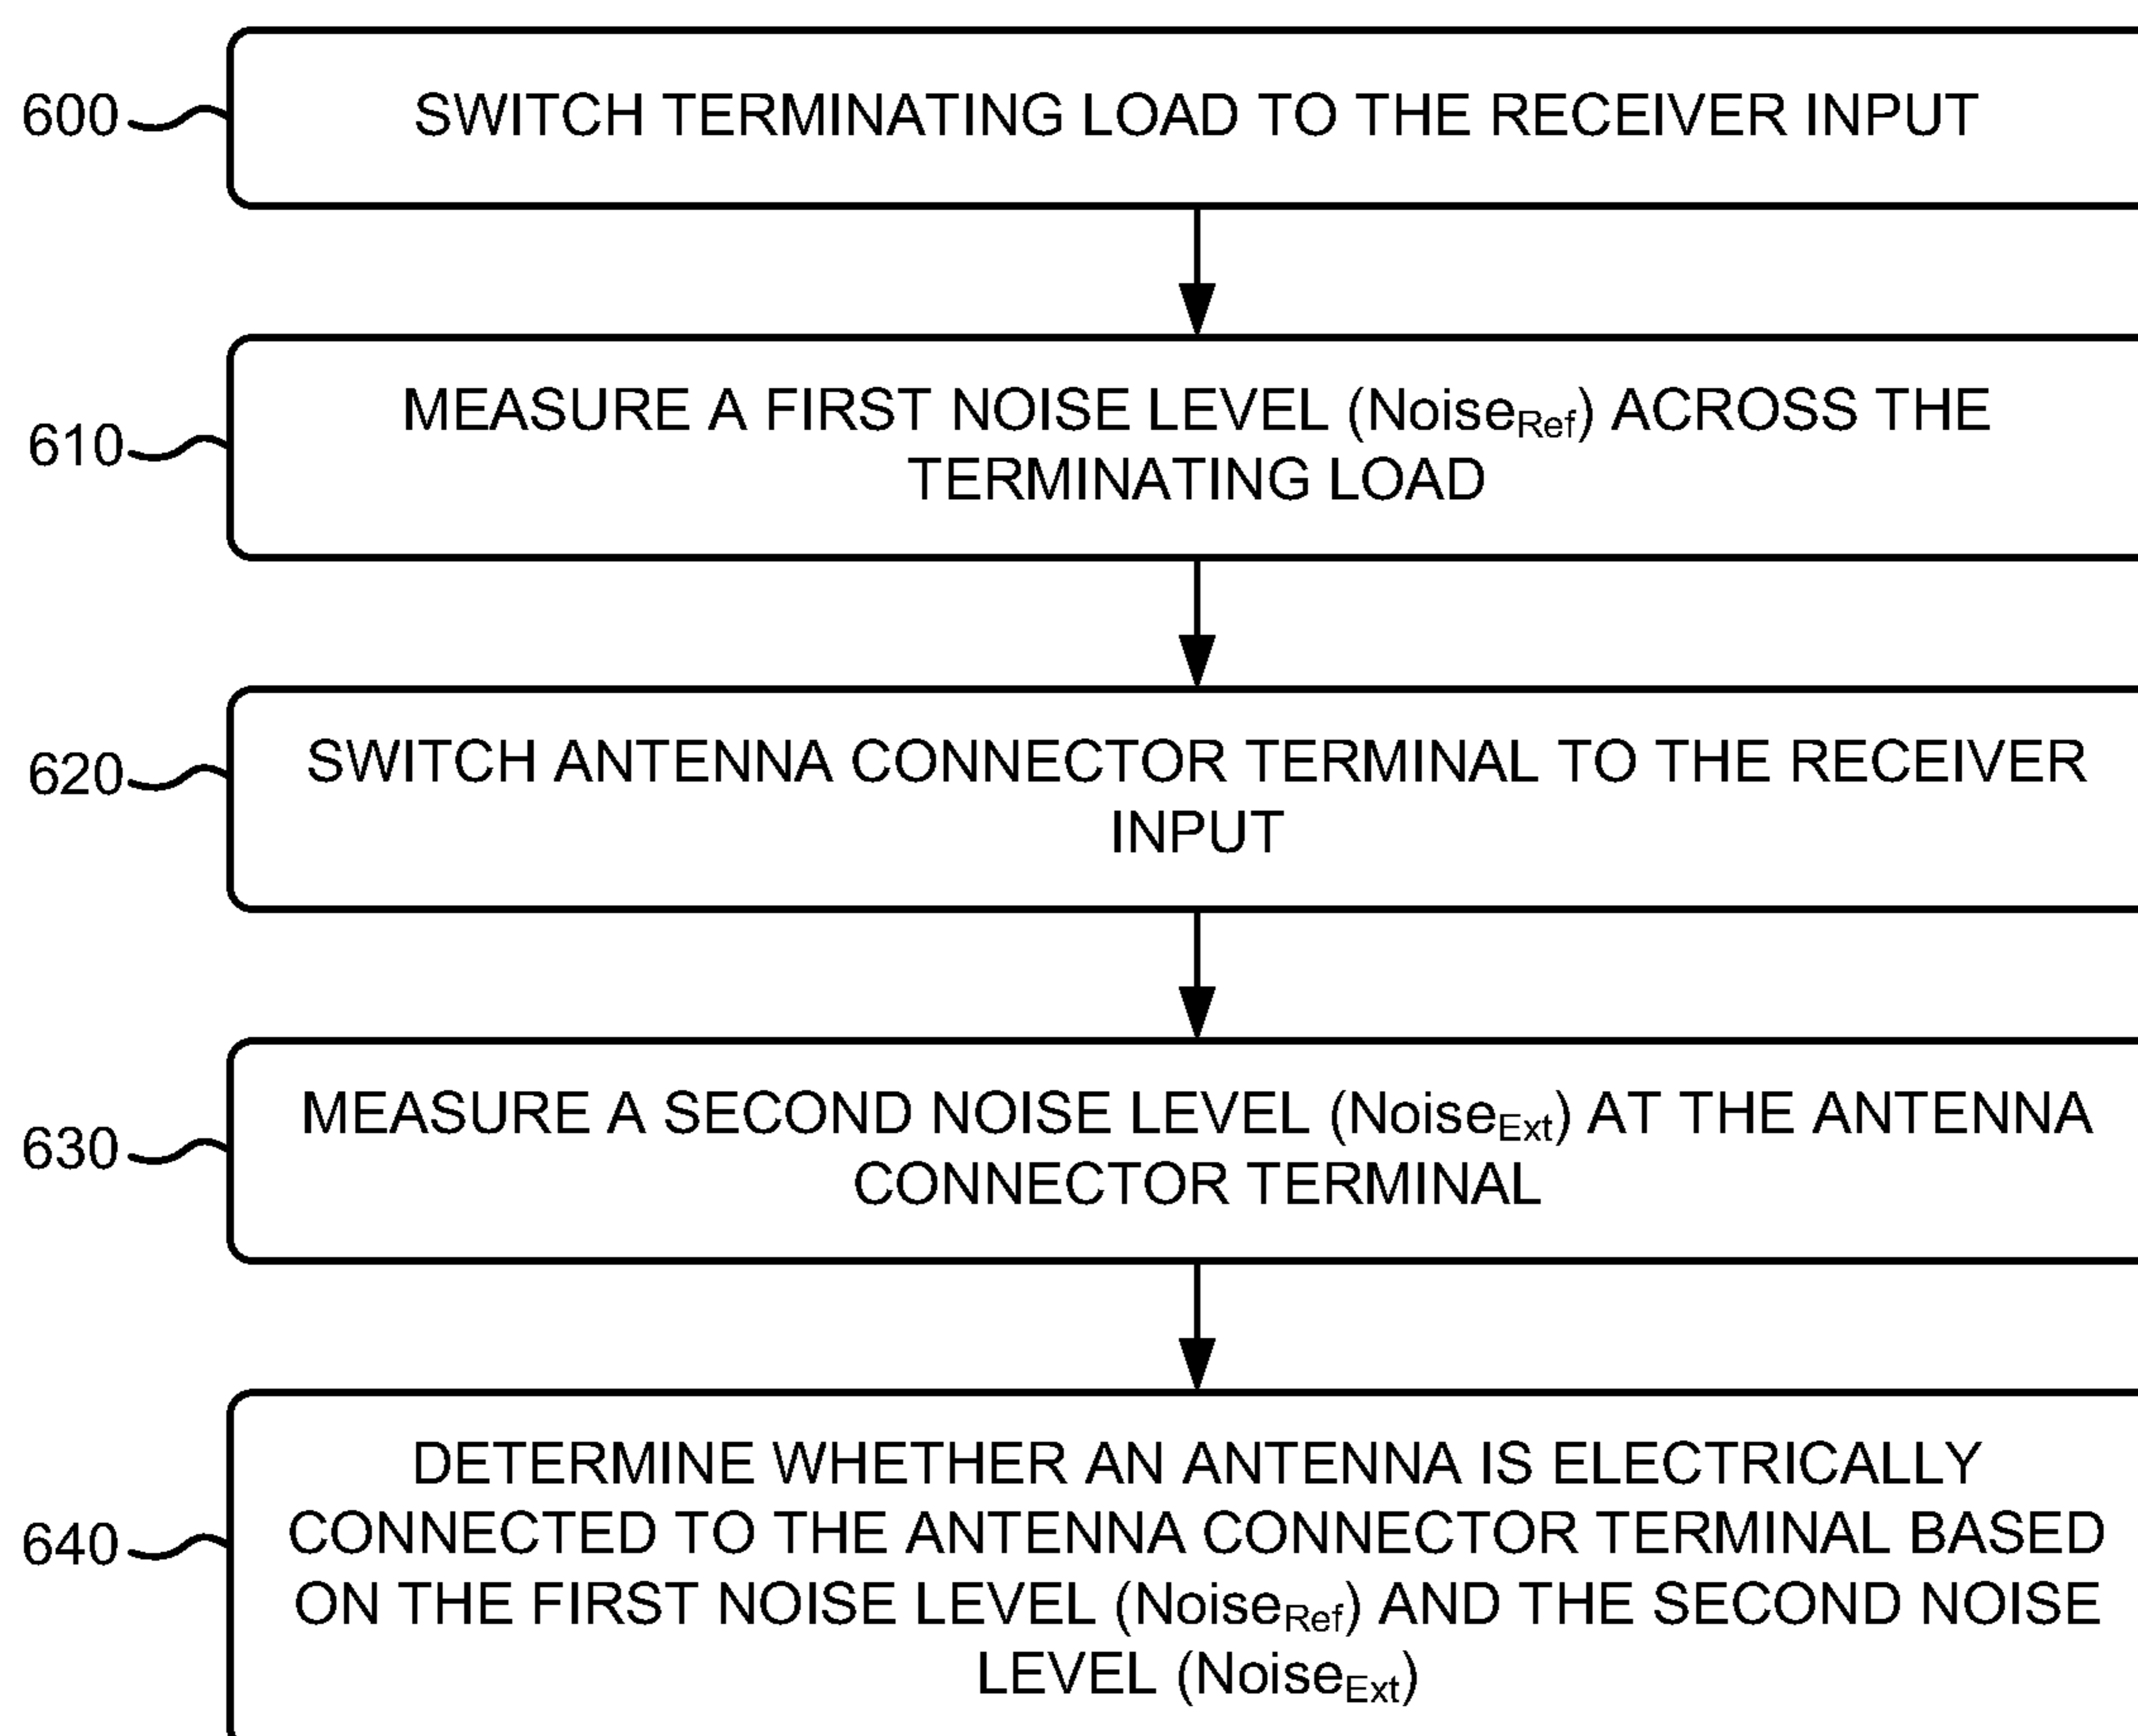 600
SWITCH TERMINATING LOAD TO THE RECEIVER INPUT
610
MEASURE A FIRST NOISE LEVEL (NoiseRef) ACROSS THE
TERMINATING LOAD
620
SWITCH ANTENNA CONNECTOR TERMINAL TO THE RECEIVER
INPUT
630
MEASURE A SECOND NOISE LEVEL (NoiseExt) AT THE ANTENNA
CONNECTOR TERMINAL
640
DETERMINE WHETHER AN ANTENNA IS ELECTRICALLY
CONNECTED TO THE ANTENNA CONNECTOR TERMINAL BASED
ON THE FIRST NOISE LEVEL (NoiseRef) AND THE SECOND NOISE
LEVEL (NoiseExt)